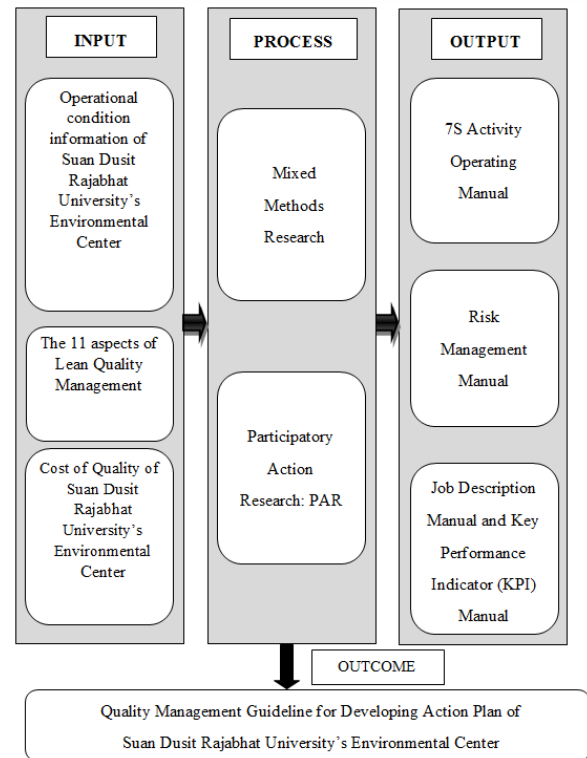 INPUT
Operational
condition
information of
Suan Dusit
Rajabhat
University's
Environmental
Center
The 11 aspects of
Lean Quality
Management
Cost of Quality of
Suan Dusit
Rajabhat
University's
Environmental
Center
PROCESS
Mixed
Methods
Research
Participatory
Action
Research: PAR
OUTPUT
7S Activity
Operating
Manual
Risk
Management
Manual
Job Description
Manual and Key
Performance
Indicator (KPI)
Manual
OUTCOME
Quality Management Guideline for Developing Action Plan of
Suan Dusit Rajabhat University's Environmental Center